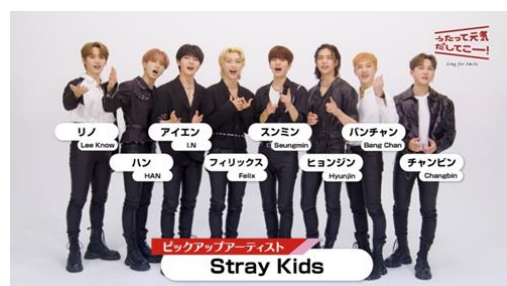 うたって元気
だしてこー!
Sing for Smile
リノ
Lee Know
アイエン
I.N
スンミン
Seungmin
バンチャン
Bang Chan
ハン
HAN
フィリックス
Felix
ヒョンジン
Hyunjin
チャンビン
Changbin
ピックアップアーティスト
Stray Kids